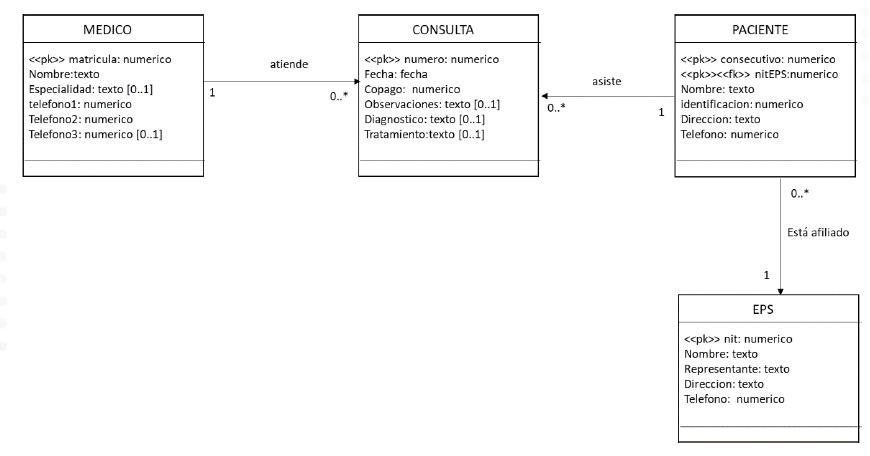 MEDICO
<<pk>> matricula: numerico
Nombre:texto
Especialidad: texto [0..1]
telefono1: numerico
Telefono2: numerico
Telefono3: numerico [0..1]
atiende
1
0..*
CONSULTA
<<pk>> numero: numerico
Fecha: fecha
Copago: numerico
Observaciones: texto [0..1]
Diagnostico: texto [0..1]
Tratamiento:texto [0..1]
asiste
0..*
1
PACIENTE
<<pk>> consecutivo: numerico
<<pk>><<fk>> nitEPS:numerico
Nombre: texto
identificacion: numerico
Direccion: texto
Telefono: numerico
0..*
Está afiliado
1
EPS
<<pk>> nit: numerico
Nombre: texto
Representante: texto
Direccion: texto
Telefono: numerico